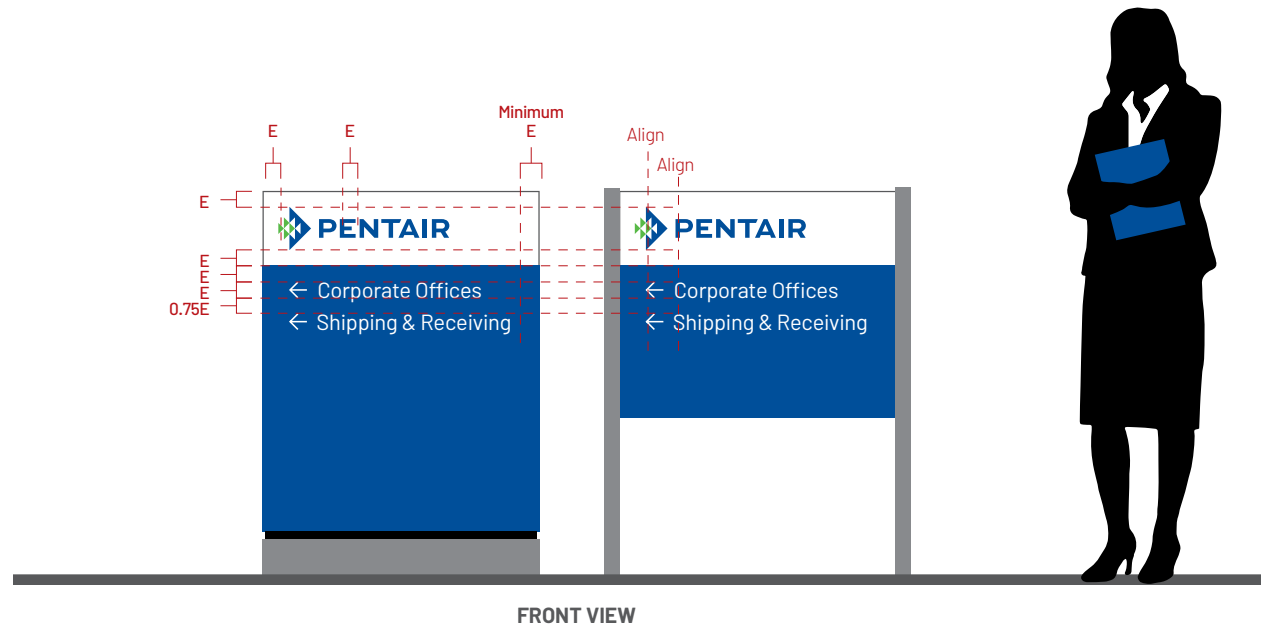 Minimum
E E E Align
Align
E
PENTAIR PENTAIR
E
E
E
0.75E
← Corporate Offices ← Corporate Offices
← Shipping & Receiving ← Shipping & Receiving
FRONT VIEW